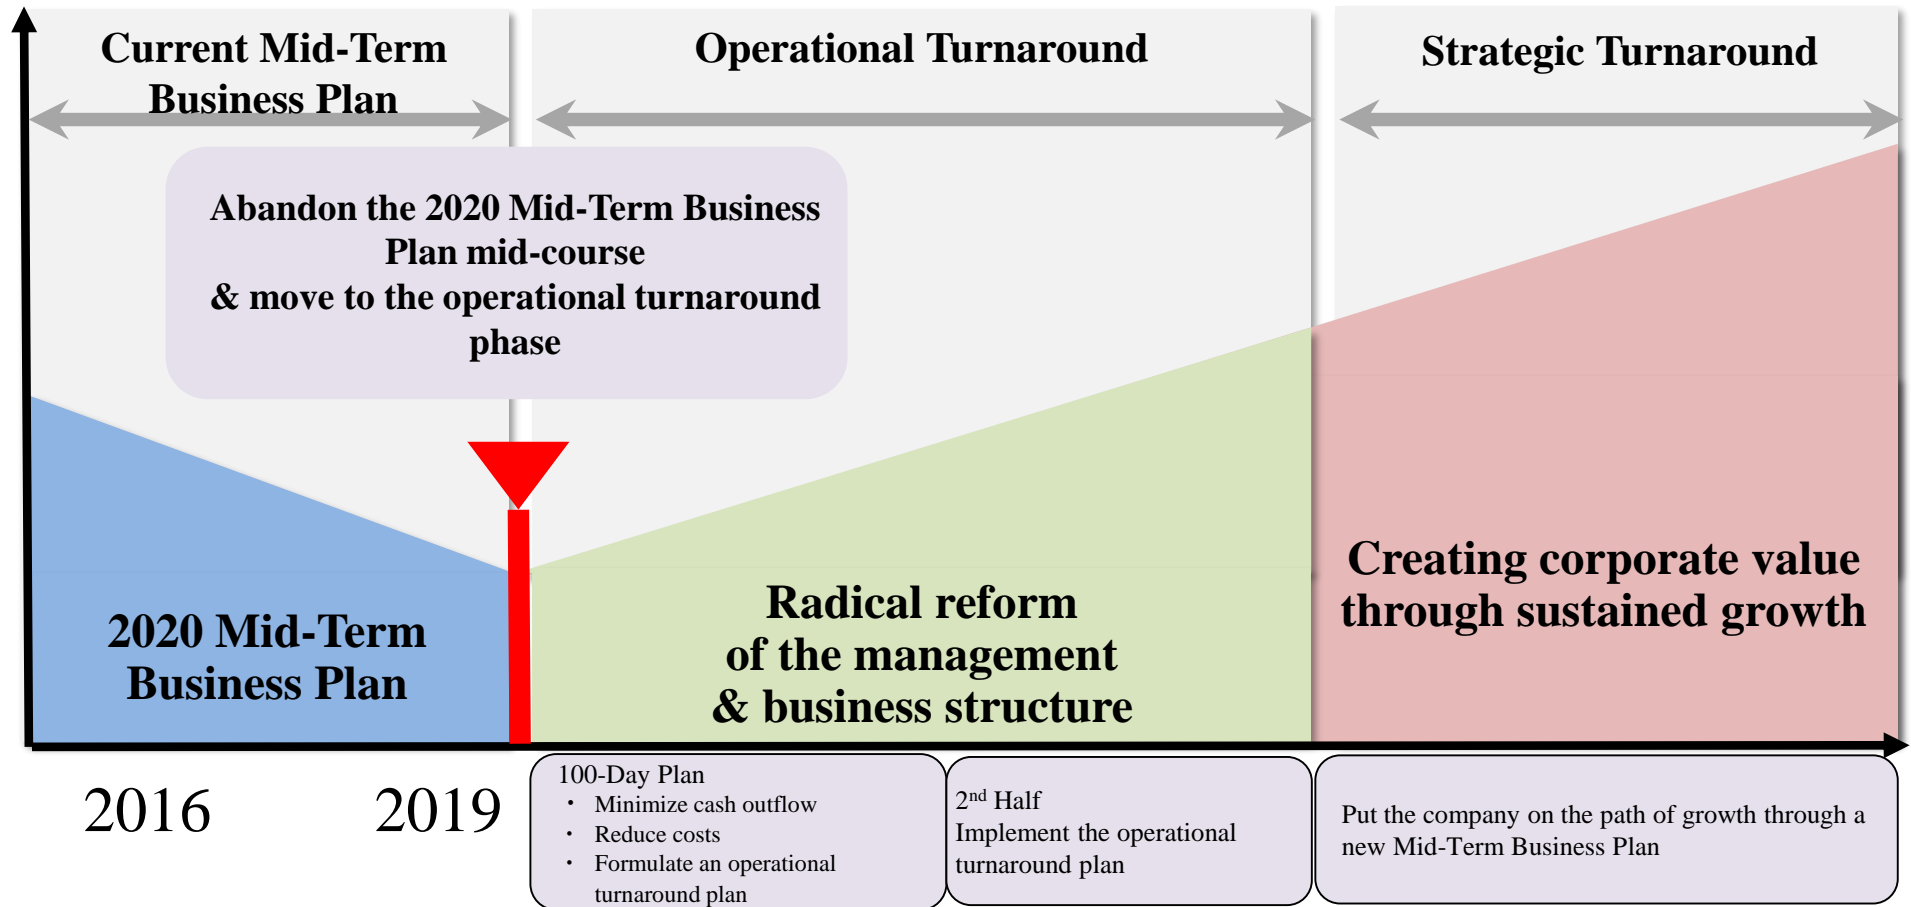 Current Mid-Term
Business Plan
Operational Turnaround
Strategic Turnaround
Abandon the 2020 Mid-Term Business
Plan mid-course
& move to the operational turnaround
phase
2020 Mid-Term
Business Plan
Radical reform
of the management
& business structure
Creating corporate value
through sustained growth
2016
2019
100-Day Plan
・ Minimize cash outflow
・ Reduce costs
・ Formulate an operational
turnaround plan
2nd Half
Implement the operational
turnaround plan
Put the company on the path of growth through a
new Mid-Term Business Plan